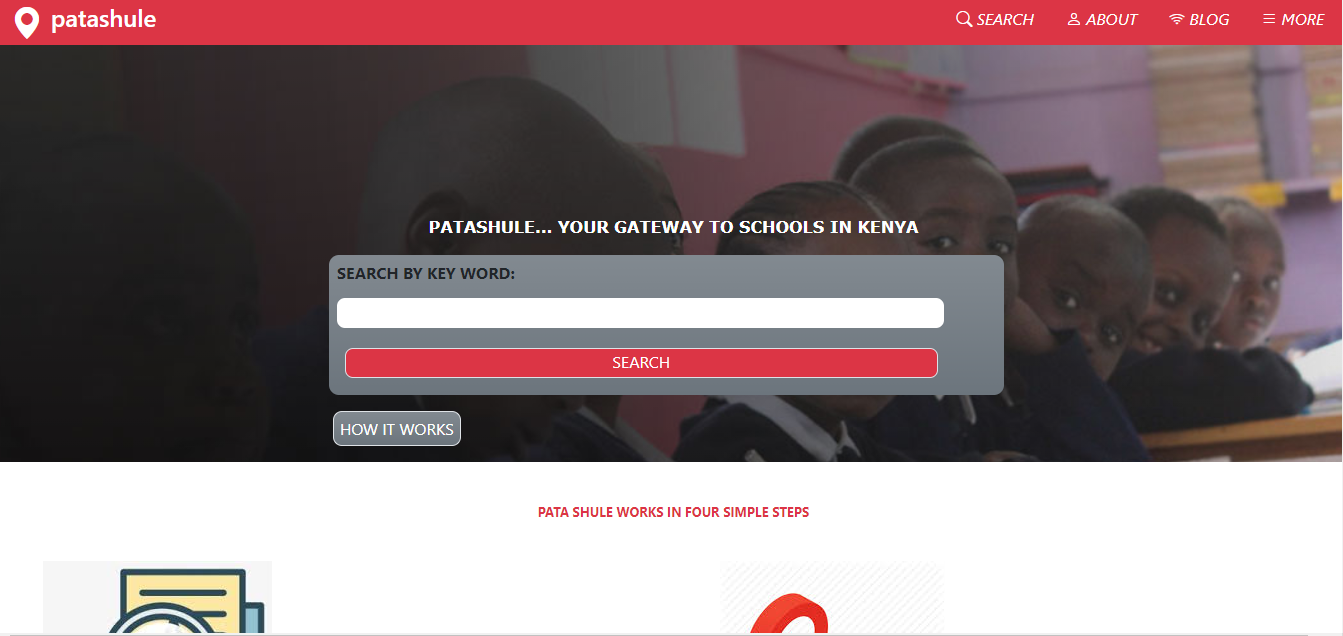 patashule
SEARCH ABOUT BLOG MORE
PATASHULE... YOUR GATEWAY TO SCHOOLS IN KENYA
SEARCH BY KEY WORD:
SEARCH
HOW IT WORKS
PATA SHULE WORKS IN FOUR SIMPLE STEPS